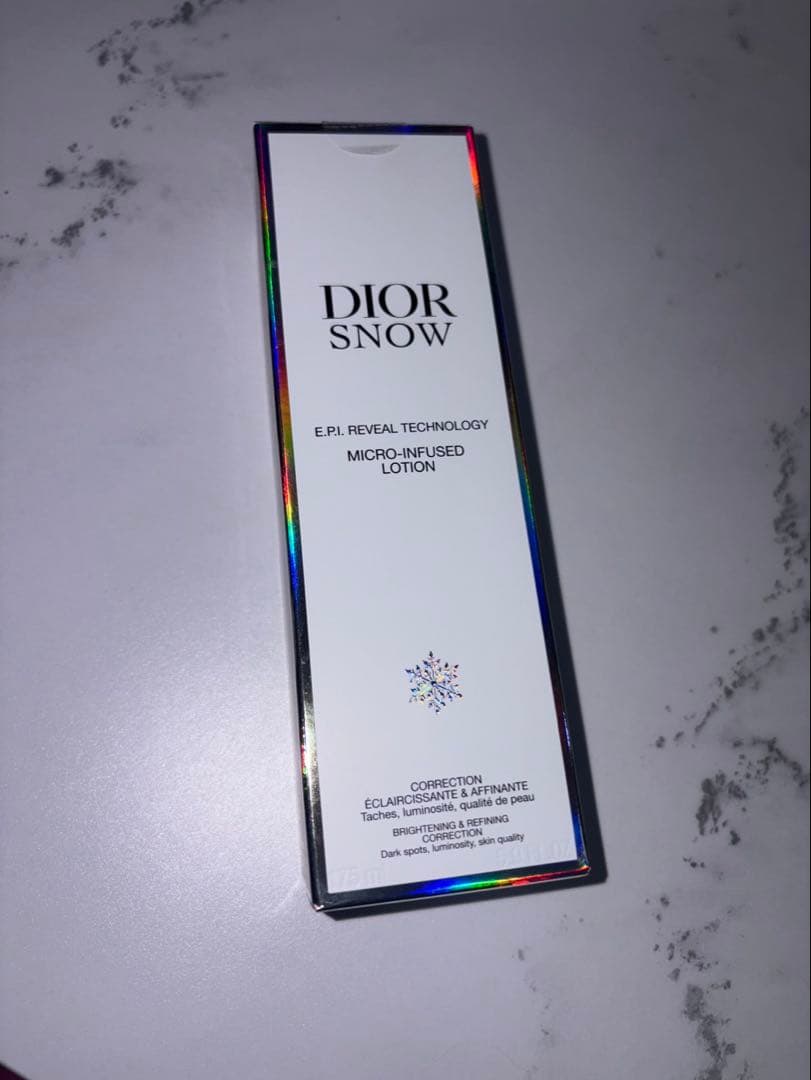 DIOR
SNOW
E.P.I. REVEAL TECHNOLOGY
MICRO-INFUSED
LOTION
CORRECTION
ÉCLAIRCISSANTE & AFFINANTE
Taches, luminosité, qualité de peau
BRIGHTENING & REFINING
CORRECTION
Dark spots, luminosity, skin quality